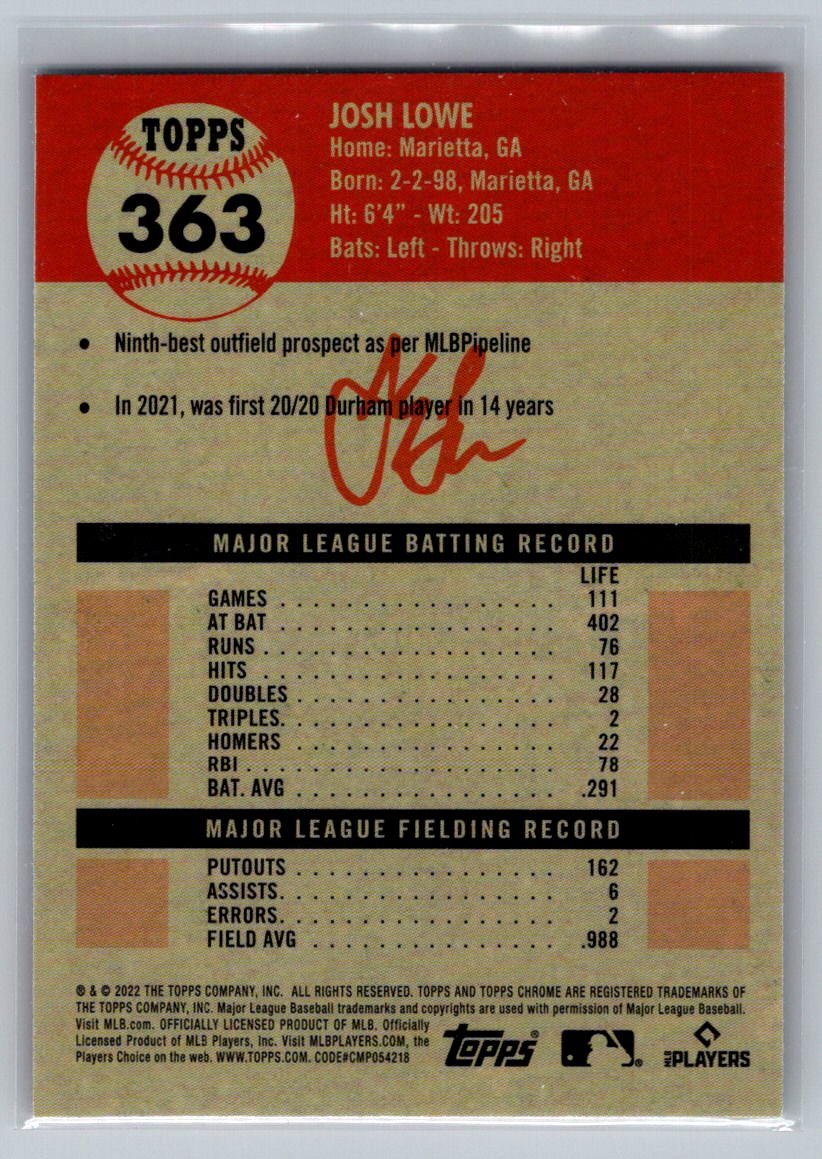 TOPPS
363
JOSH LOWE
Home: Marietta, GA
Born: 2-2-98, Marietta, GA
Ht: 6'4" - Wt: 205
Bats: Left - Throws: Right
• Ninth-best outfield prospect as per MLBPipeline
• In 2021, was first 20/20 Durham player in 14 years
MAJOR LEAGUE BATTING RECORD
LIFE
GAMES . . . . . . . . . . . . . . . . . 111
AT BAT . . . . . . . . . . . . . . . . . 402
RUNS . . . . . . . . . . . . . . . . . . 76
HITS . . . . . . . . . . . . . . . . . . 117
DOUBLES . . . . . . . . . . . . . . . . 28
TRIPLES. . . . . . . . . . . . . . . . . 2
HOMERS . . . . . . . . . . . . . . . . 22
RBI . . . . . . . . . . . . . . . . . . . 78
BAT. AVG . . . . . . . . . . . . . . . .291
MAJOR LEAGUE FIELDING RECORD
PUTOUTS . . . . . . . . . . . . . . . . 162
ASSISTS. . . . . . . . . . . . . . . . . 6
ERRORS. . . . . . . . . . . . . . . . . 2
FIELD AVG . . . . . . . . . . . . . . . .988
® & © 2022 THE TOPPS COMPANY, INC. ALL RIGHTS RESERVED. TOPPS AND TOPPS CHROME ARE REGISTERED TRADEMARKS OF
THE TOPPS COMPANY, INC. Major League Baseball trademarks and copyrights are used with permission of Major League Baseball.
Visit MLB.com. OFFICIALLY LICENSED PRODUCT OF MLB. Officially
Licensed Product of MLB Players, Inc. Visit MLBPLAYERS.COM, the
Players Choice on the web. WWW.TOPPS.COM. CODE#CMP054218
topps®
MLB PLAYERS